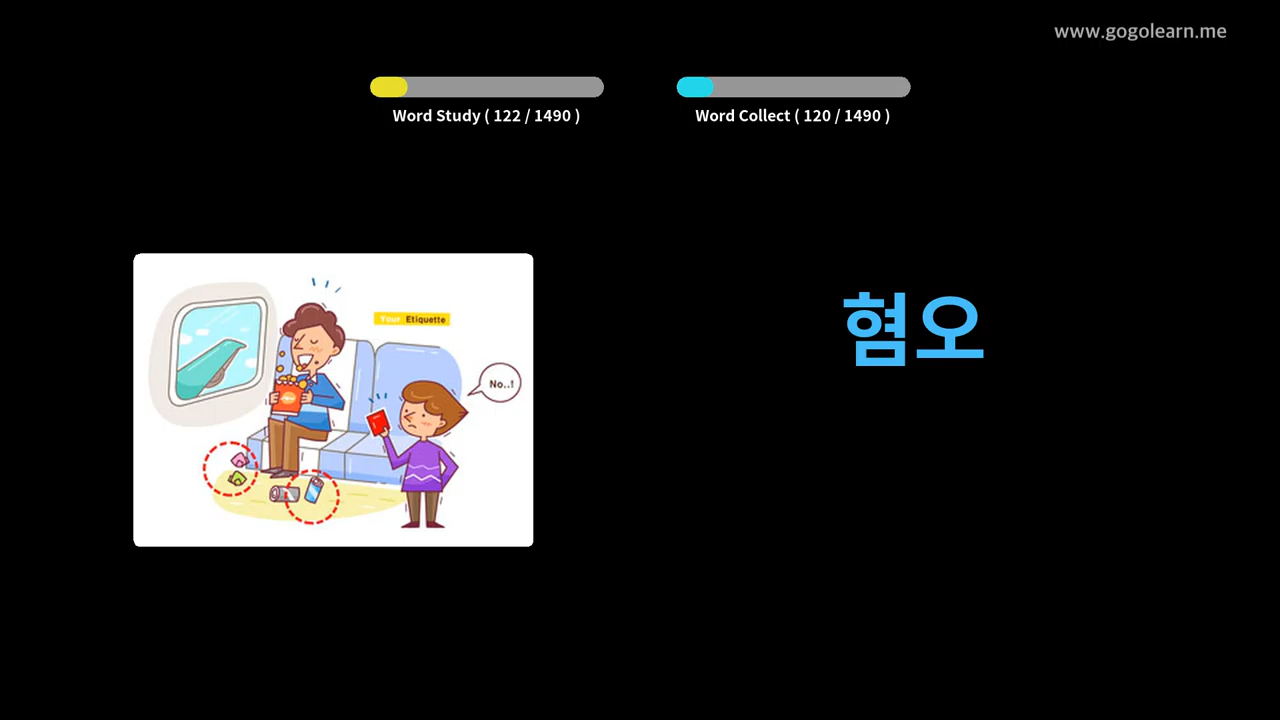 www.gogolearn.me
Word Study ( 122 / 1490 )
Word Collect ( 120 / 1490 )
Your Etiquette
No..!
혐오